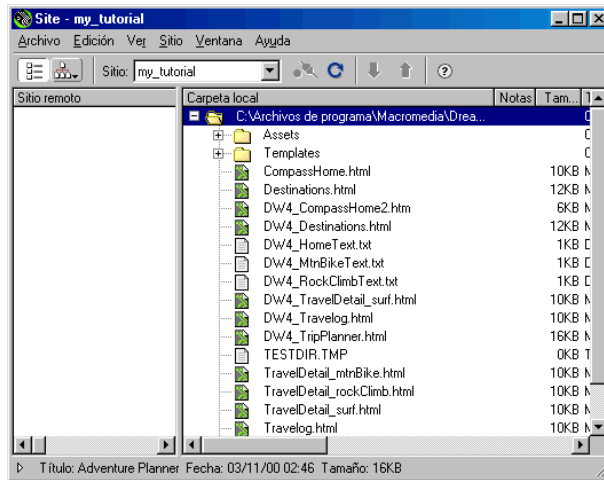 Site - my_tutorial
Archivo Edición Ver Sitio Ventana Ayuda
Sitio: my_tutorial
Sitio remoto
Carpeta local Notas Tam...
C:\Archivos de programa\Macromedia\Drea...
Assets
Templates
CompassHome.html 10KB
Destinations.html 12KB
DW4_CompassHome2.htm 6KB
DW4_Destinations.html 12KB
DW4_HomeText.txt 1KB
DW4_MtnBikeText.txt 1KB
DW4_RockClimbText.txt 1KB
DW4_TravelDetail_surf.html 10KB
DW4_Travelog.html 10KB
DW4_TripPlanner.html 16KB
TESTDIR.TMP 0KB
TravelDetail_mtnBike.html 10KB
TravelDetail_rockClimb.html 10KB
TravelDetail_surf.html 10KB
Travelog.html 10KB
Título: Adventure Planner Fecha: 03/11/00 02:46 Tamaño: 16KB